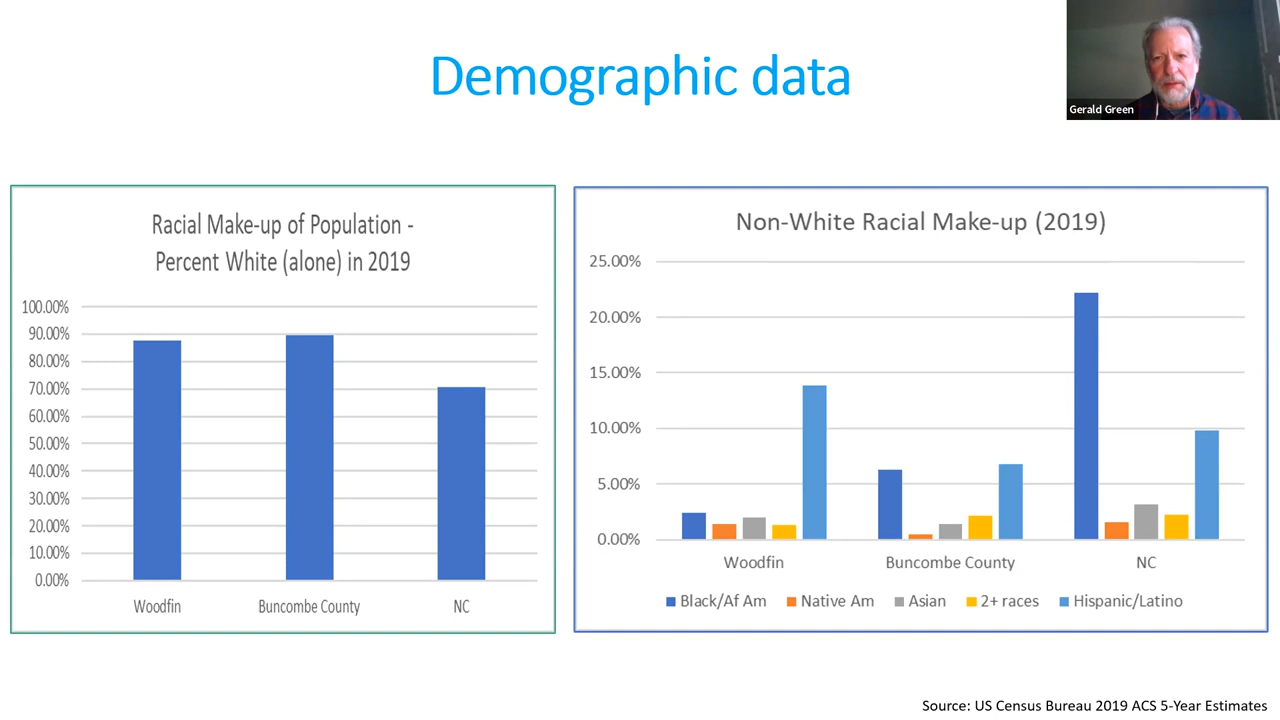 Demographic data
Gerald Green
Racial Make-up of Population -
Percent White (alone) in 2019
100.00%
90.00%
80.00%
70.00%
60.00%
50.00%
40.00%
30.00%
20.00%
10.00%
0.00%
Woodfin Buncombe County NC
Non-White Racial Make-up (2019)
25.00%
20.00%
15.00%
10.00%
5.00%
0.00%
Woodfin Buncombe County NC
Black/Af Am Native Am Asian 2+ races Hispanic/Latino
Source: US Census Bureau 2019 ACS 5-Year Estimates